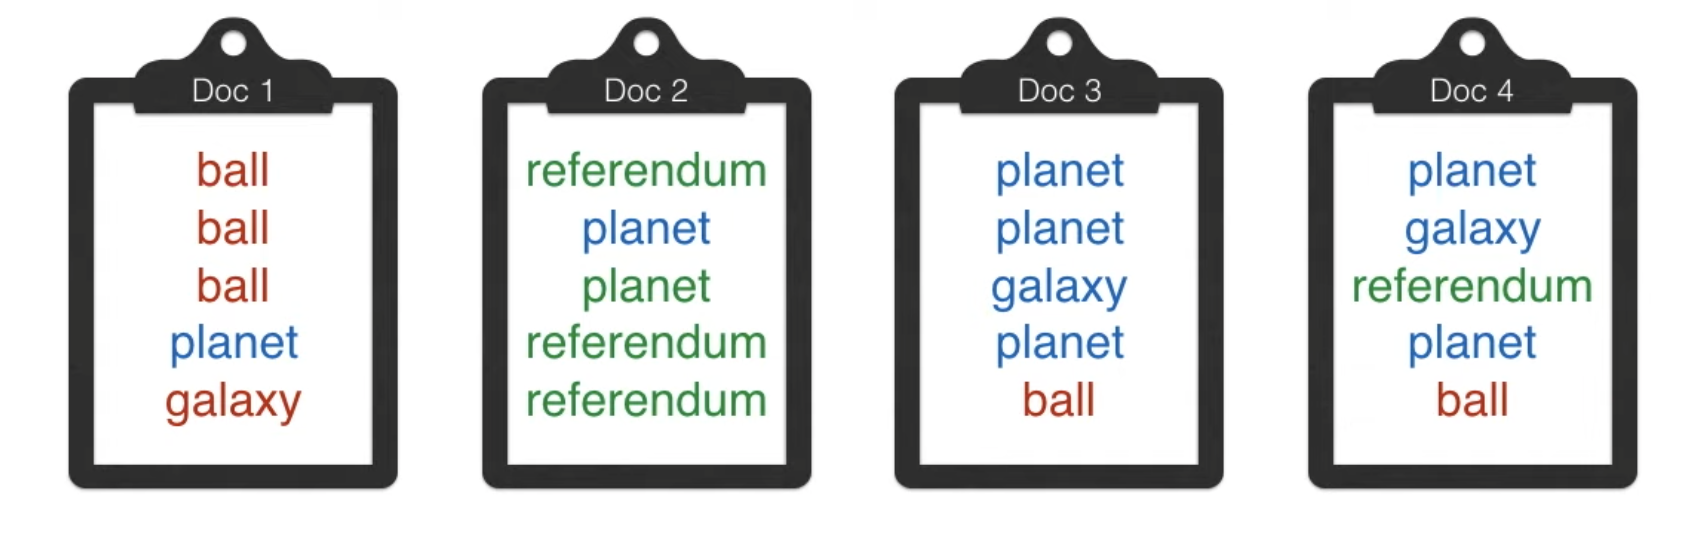 Doc 1
ball
ball
ball
planet
galaxy
Doc 2
referendum
planet
planet
referendum
referendum
Doc 3
planet
planet
galaxy
planet
ball
Doc 4
planet
galaxy
referendum
planet
ball